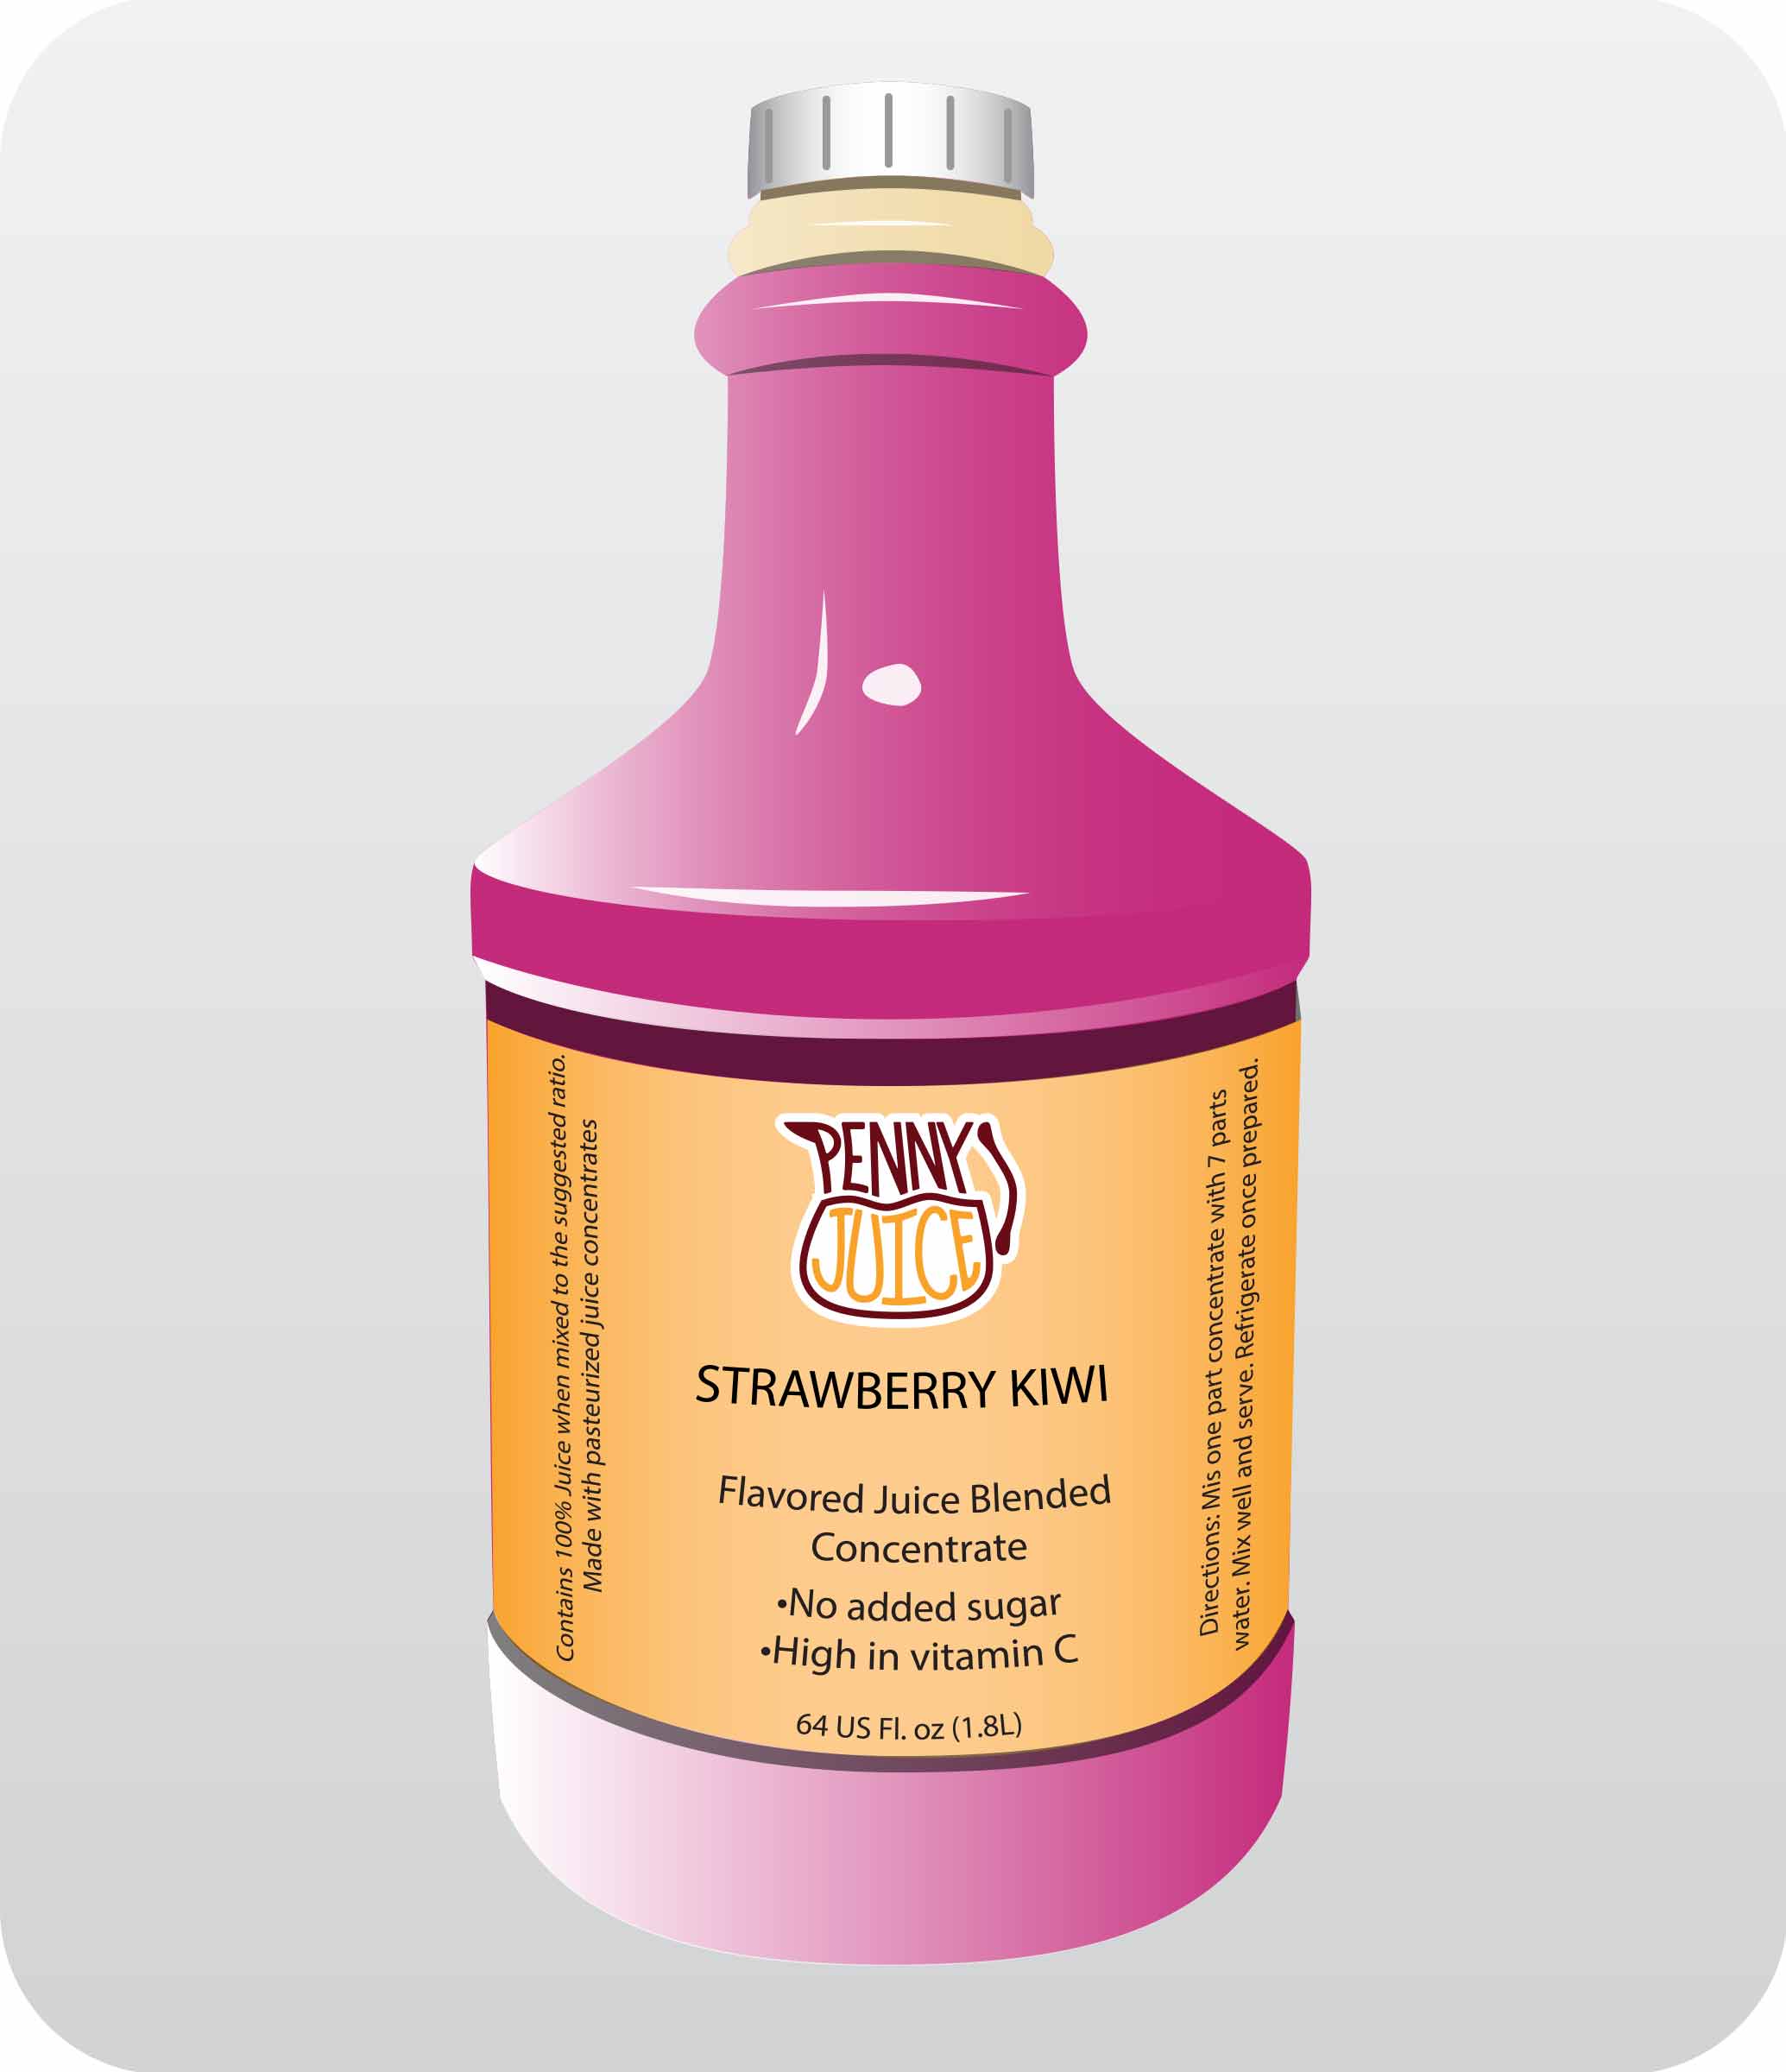 PENNY
JUICE
STRAWBERRY KIWI
Flavored Juice Blended
Concentrate
•No added sugar
•High in vitamin C
64 US Fl. oz (1.8L)
Contains 100% Juice when mixed to the suggested ratio.
Made with pasteurized juice concentrates
Directions: Mis one part concentrate with 7 parts
water. Mix well and serve. Refrigerate once prepared.